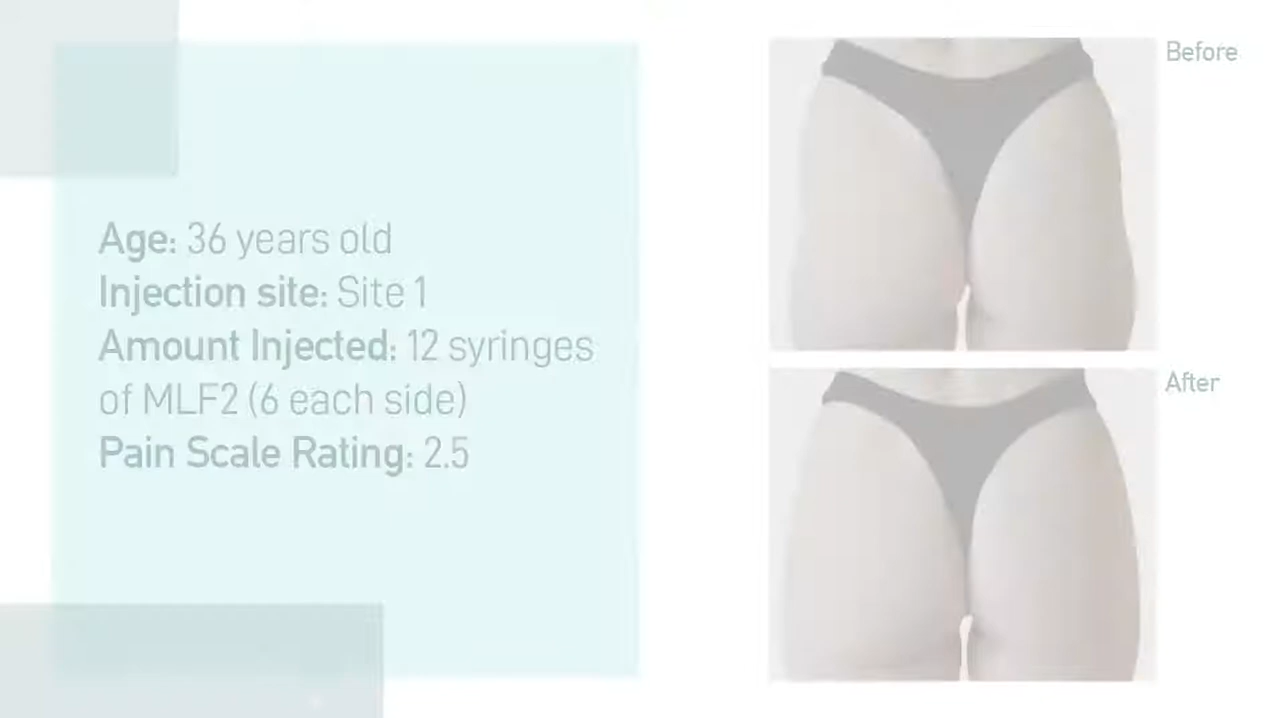 Age: 36 years old
Injection site: Site 1
Amount Injected: 12 syringes
of MLF2 (6 each side)
Pain Scale Rating: 2.5
Before
After